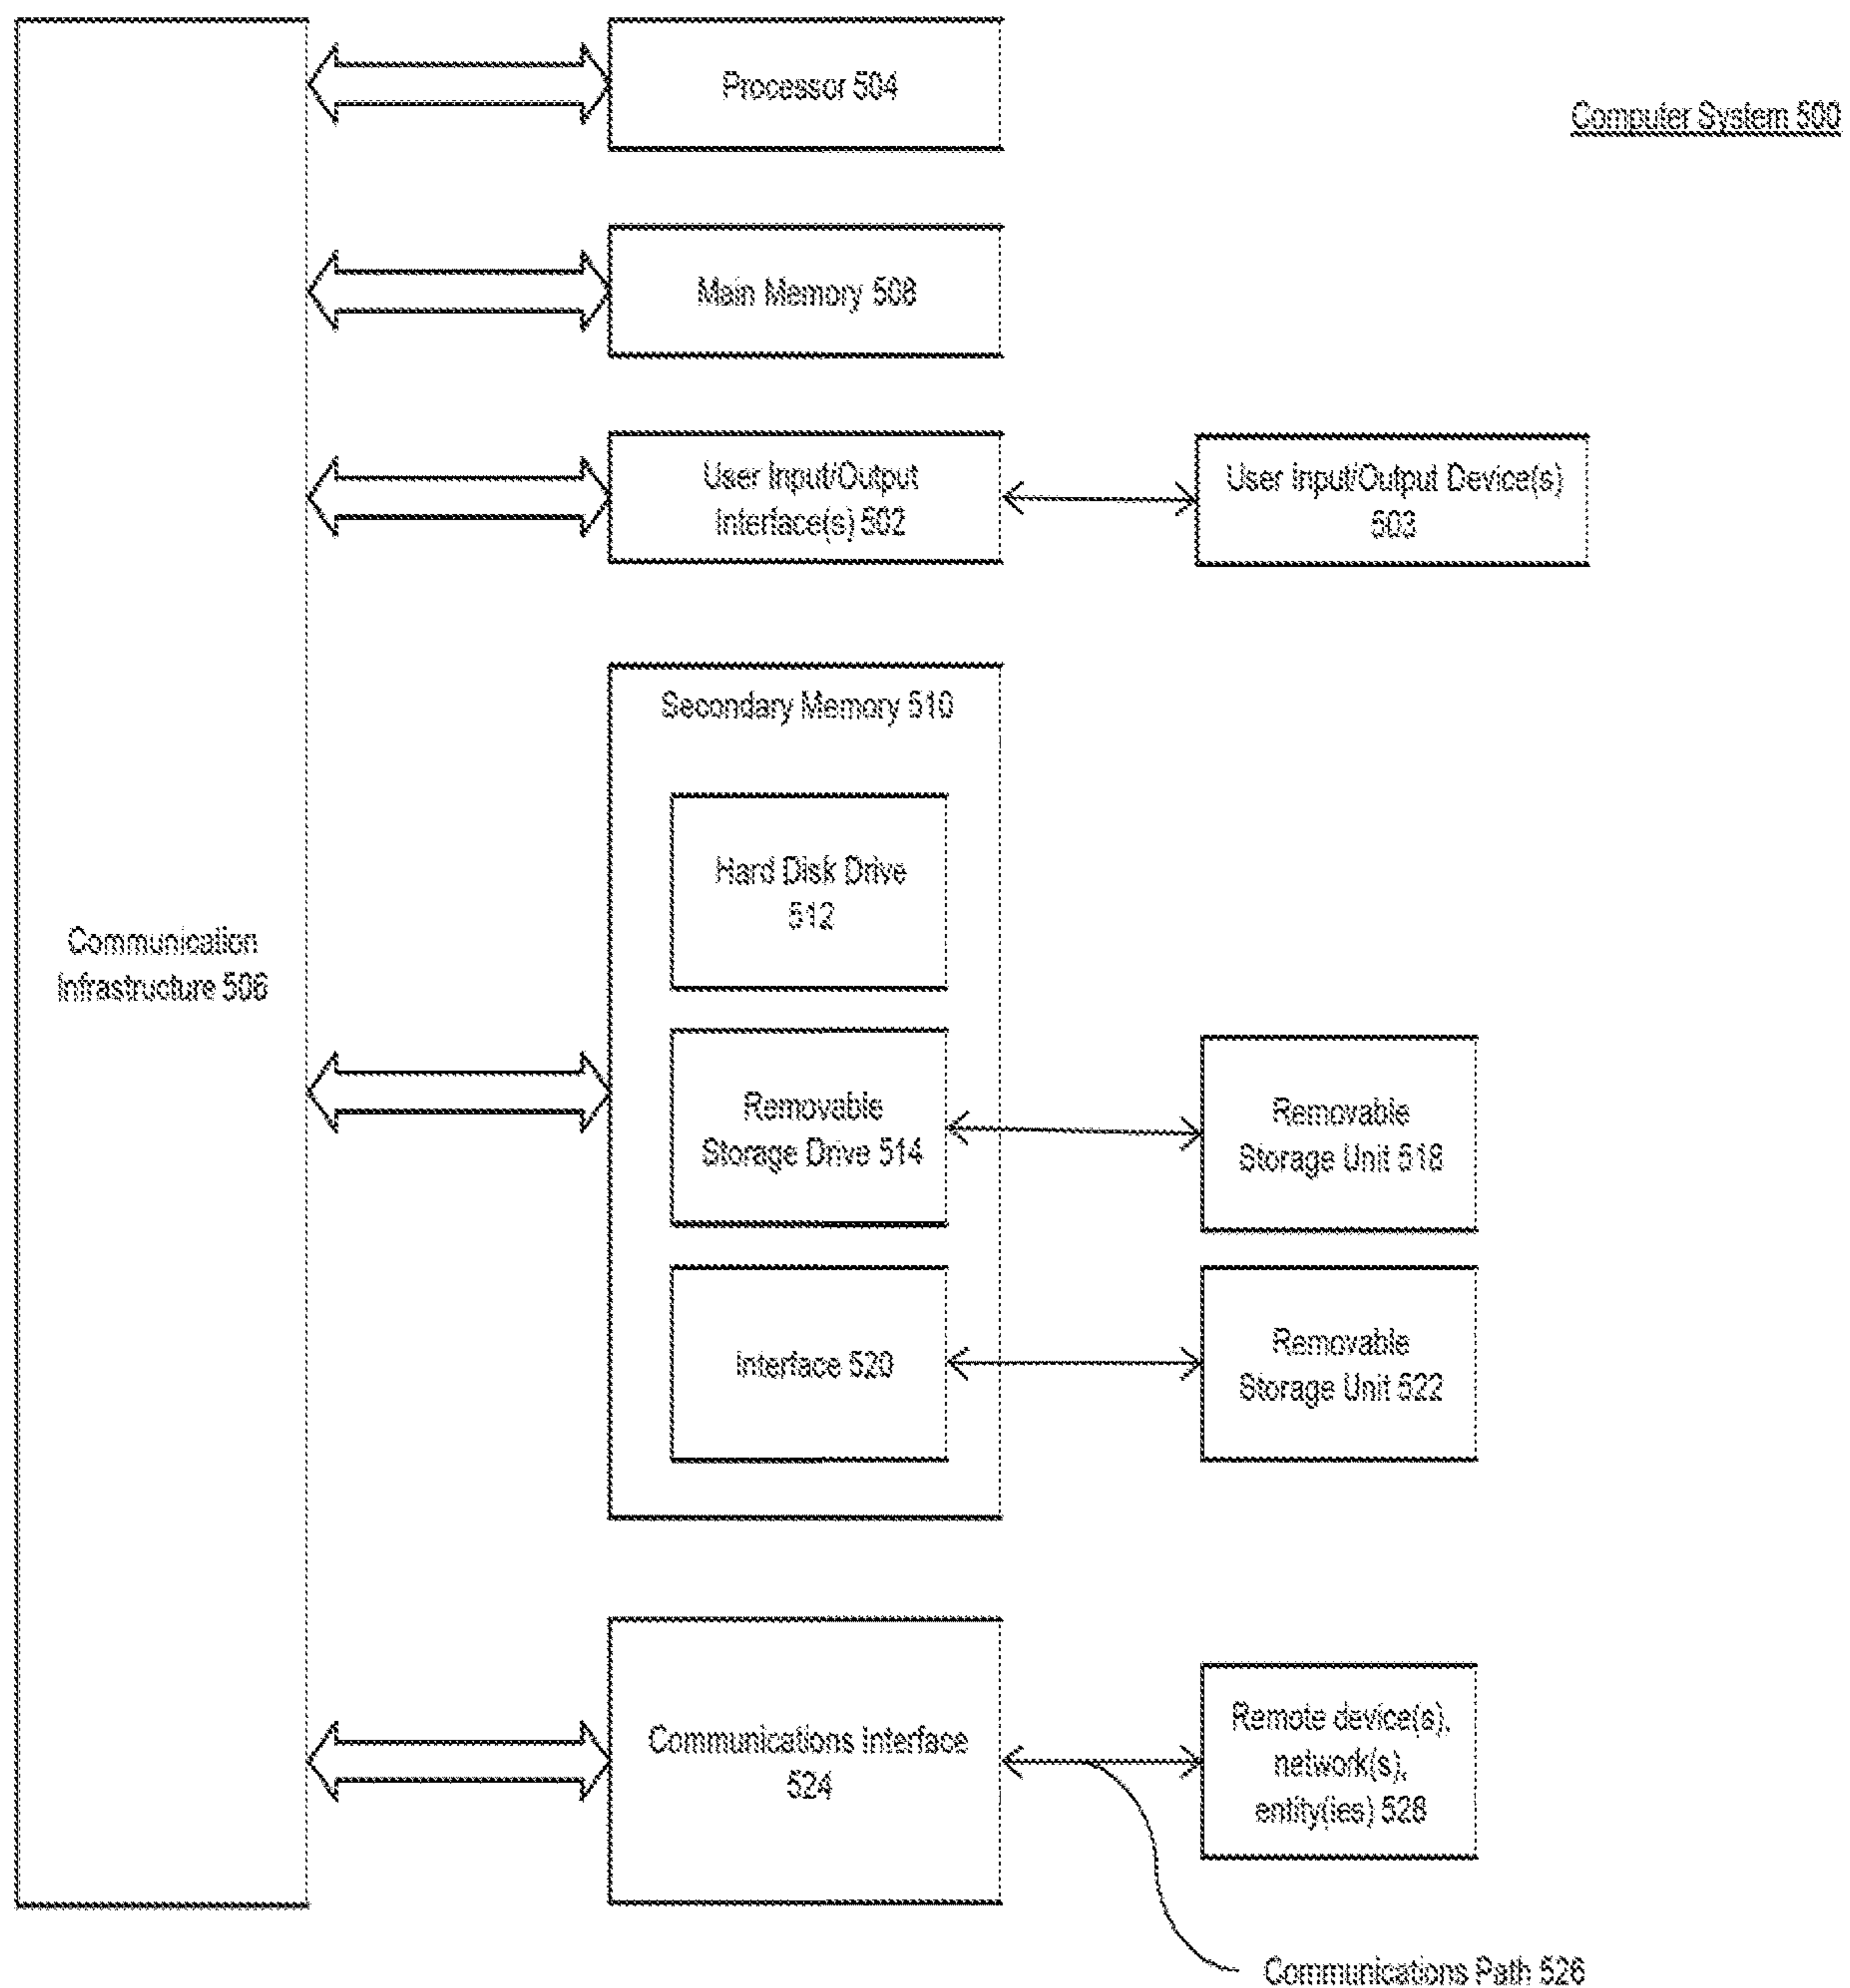 Processor 504
Computer System 500
Main Memory 508
User Input/Output
Interface(s) 502
User Input/Output Device(s)
503
Secondary Memory 510
Hard Disk Drive
512
Communication
Infrastructure 506
Removable
Storage Drive 514
Removable
Storage Unit 518
Interface 520
Removable
Storage Unit 522
Communications Interface
524
Remote device(s),
network(s),
entity(ies) 528
Communications Path 526